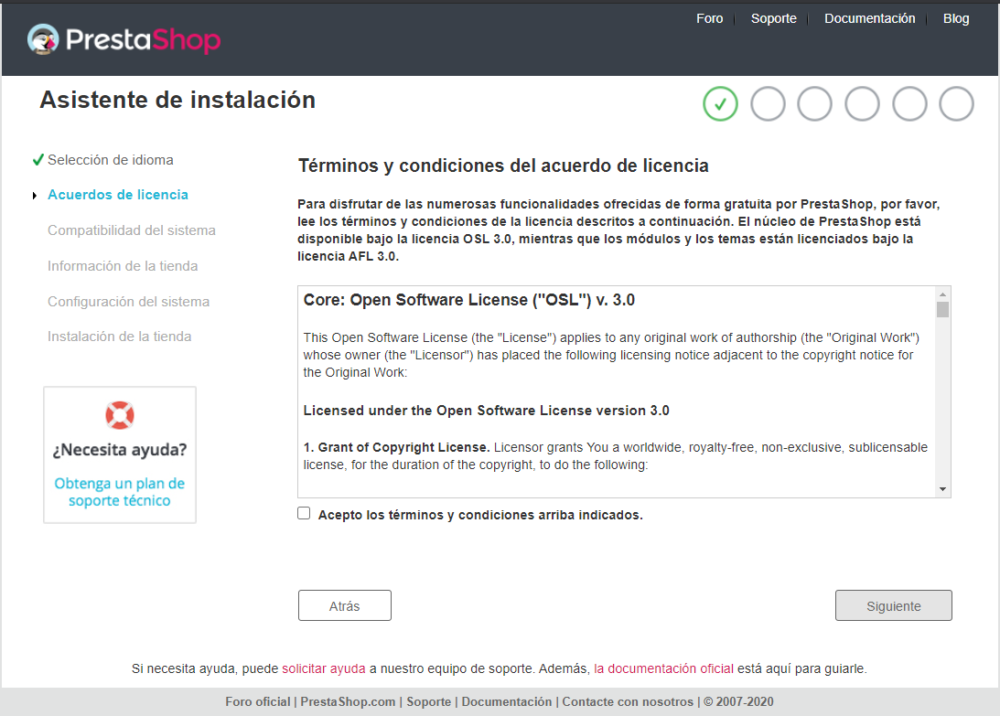 PrestaShop
Foro
Soporte
Documentación
Blog
Asistente de instalación
Selección de idioma
Acuerdos de licencia
Compatibilidad del sistema
Información de la tienda
Configuración del sistema
Instalación de la tienda
¿Necesita ayuda?
Obtenga un plan de
soporte técnico
Términos y condiciones del acuerdo de licencia
Para disfrutar de las numerosas funcionalidades ofrecidas de forma gratuita por PrestaShop, por favor,
lee los términos y condiciones de la licencia descritos a continuación. El núcleo de PrestaShop está
disponible bajo la licencia OSL 3.0, mientras que los módulos y los temas están licenciados bajo la
licencia AFL 3.0.
Core: Open Software License ("OSL") v. 3.0
This Open Software License (the "License") applies to any original work of authorship (the "Original Work")
whose owner (the "Licensor") has placed the following licensing notice adjacent to the copyright notice for
the Original Work:
Licensed under the Open Software License version 3.0
1. Grant of Copyright License. Licensor grants You a worldwide, royalty-free, non-exclusive, sublicensable
license, for the duration of the copyright, to do the following:
Acepto los términos y condiciones arriba indicados.
Atrás
Siguiente
Si necesita ayuda, puede solicitar ayuda a nuestro equipo de soporte. Además, la documentación oficial está aquí para guiarle.
Foro oficial | PrestaShop.com | Soporte | Documentación | Contacte con nosotros | © 2007-2020